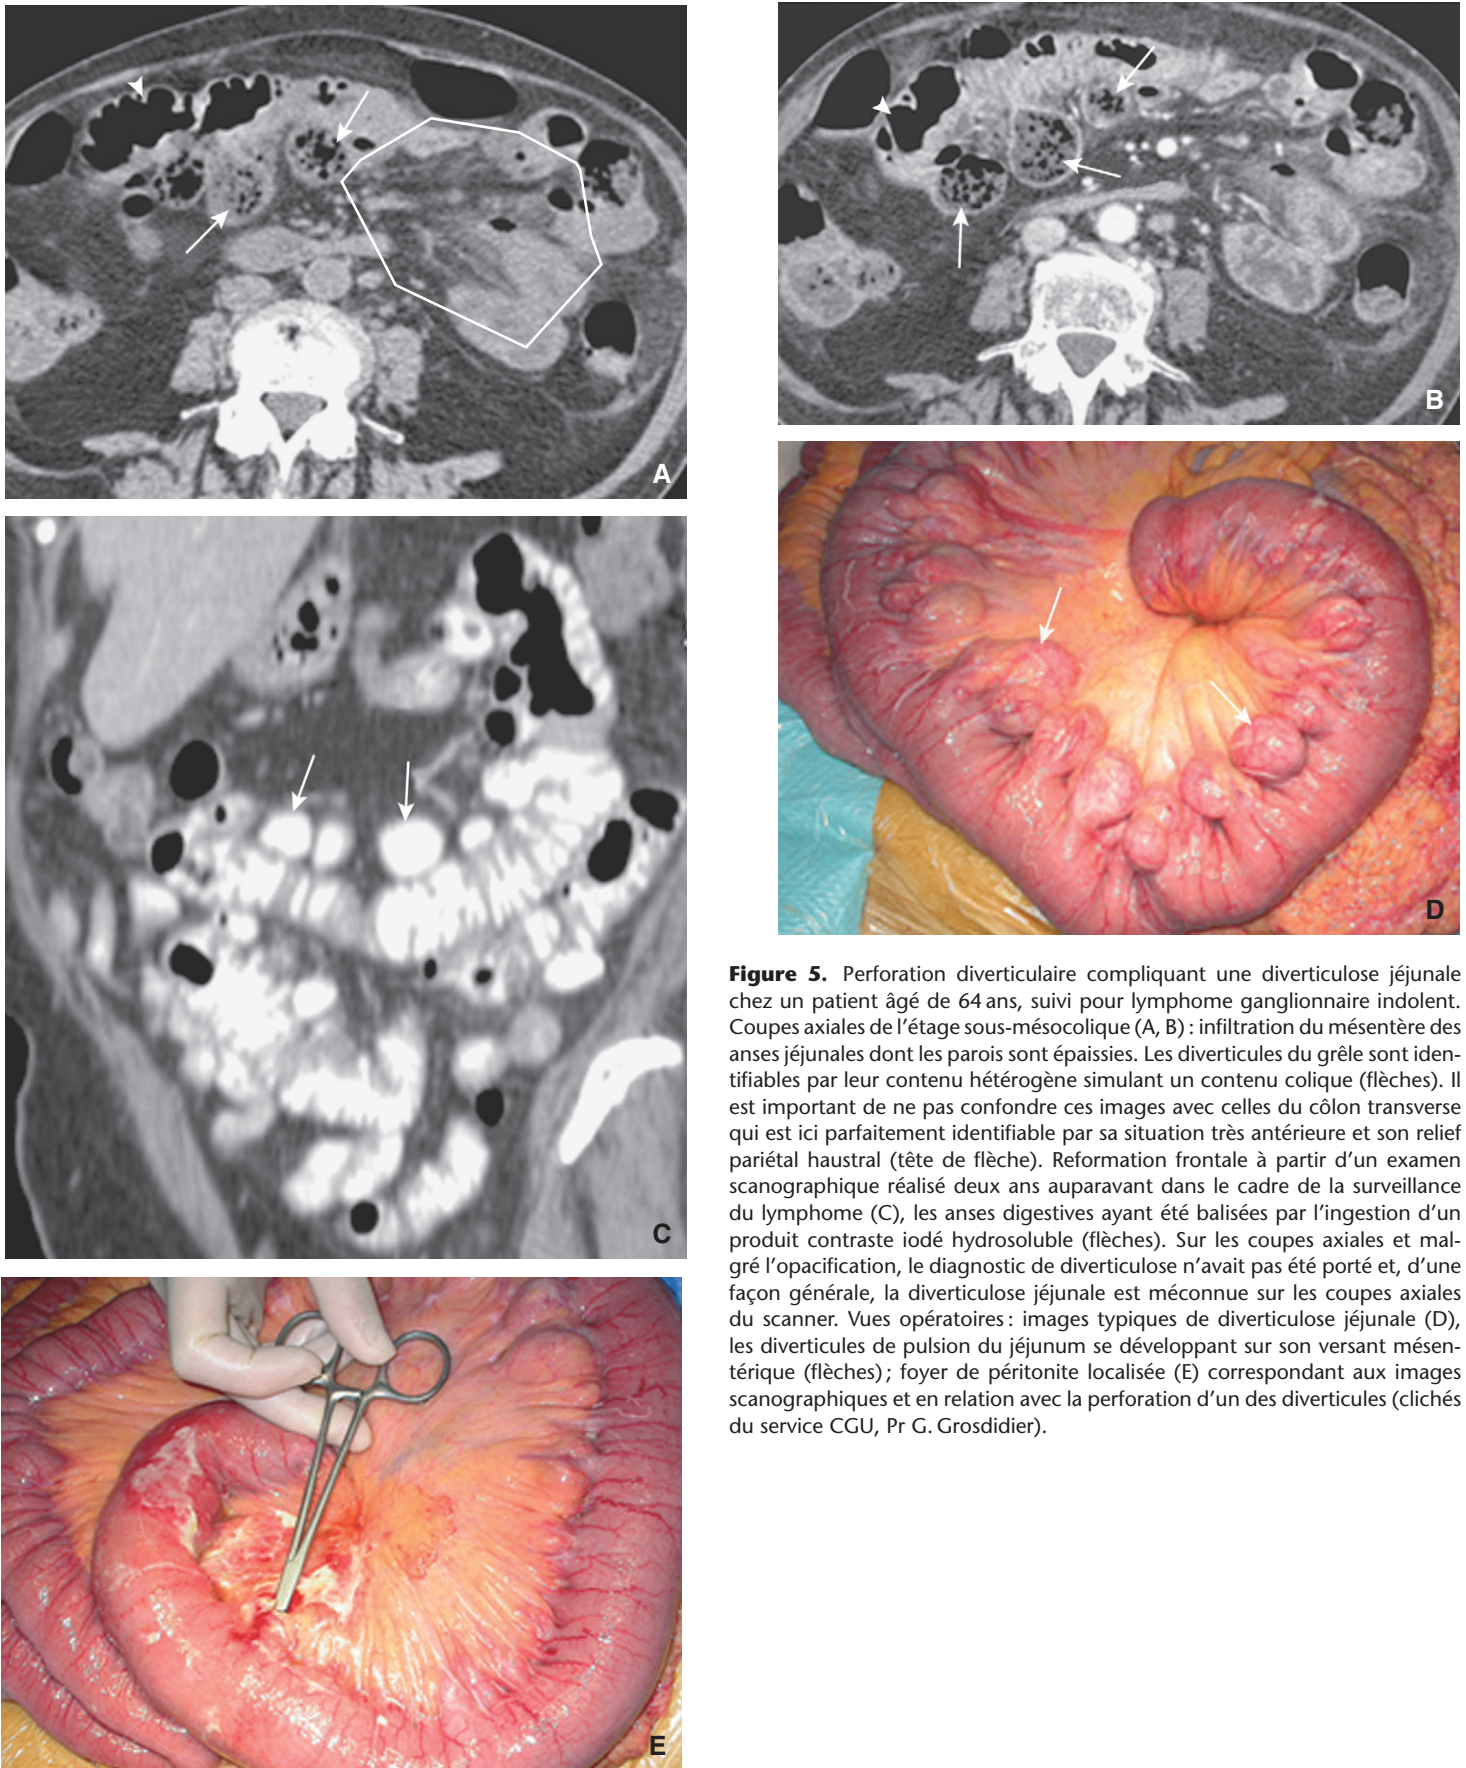 A
B
C
D
E
Figure 5. Perforation diverticulaire compliquant une diverticulose jéjunale
chez un patient âgé de 64 ans, suivi pour lymphome ganglionnaire indolent.
Coupes axiales de l'étage sous-mésocolique (A, B) : infiltration du mésentère des
anses jéjunales dont les parois sont épaissies. Les diverticules du grêle sont iden-
tifiables par leur contenu hétérogène simulant un contenu colique (flèches). Il
est important de ne pas confondre ces images avec celles du côlon transverse
qui est ici parfaitement identifiable par sa situation très antérieure et son relief
pariétal haustral (tête de flèche). Reformation frontale à partir d'un examen
scanographique réalisé deux ans auparavant dans le cadre de la surveillance
du lymphome (C), les anses digestives ayant été balisées par l'ingestion d'un
produit contraste iodé hydrosoluble (flèches). Sur les coupes axiales et mal-
gré l'opacification, le diagnostic de diverticulose n'avait pas été porté et, d'une
façon générale, la diverticulose jéjunale est méconnue sur les coupes axiales
du scanner. Vues opératoires : images typiques de diverticulose jéjunale (D),
les diverticules de pulsion du jéjunum se développant sur son versant mésen-
térique (flèches) ; foyer de péritonite localisée (E) correspondant aux images
scanographiques et en relation avec la perforation d'un des diverticules (clichés
du service CGU, Pr G. Grosdidier).